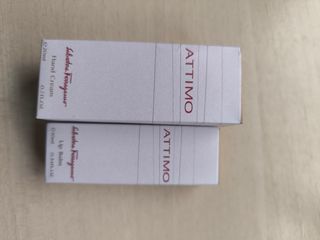 ATTIMO
Salvatore Ferragamo
Hand Cream
ATTIMO
Salvatore Ferragamo
Lip Balm